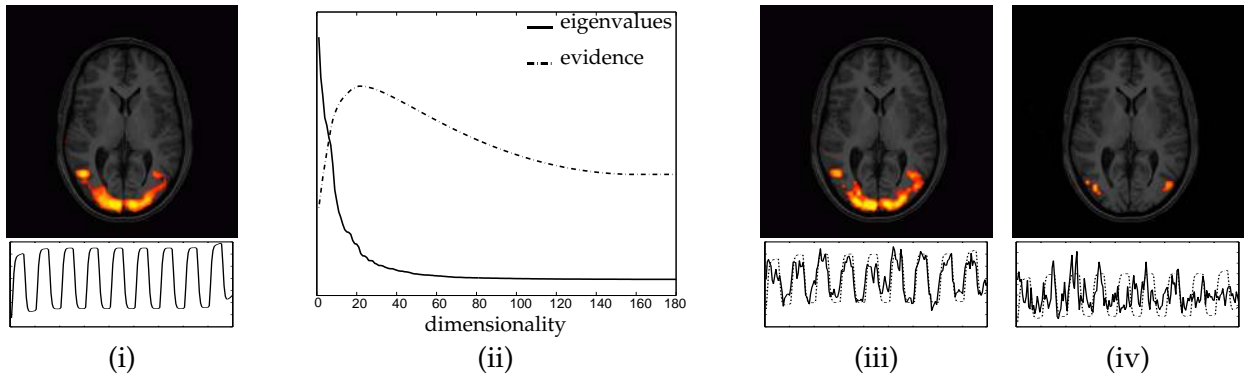 eigenvalues
evidence
0 20 40 60 80 100 120 140 160 180
dimensionality
(i) (ii) (iii) (iv)